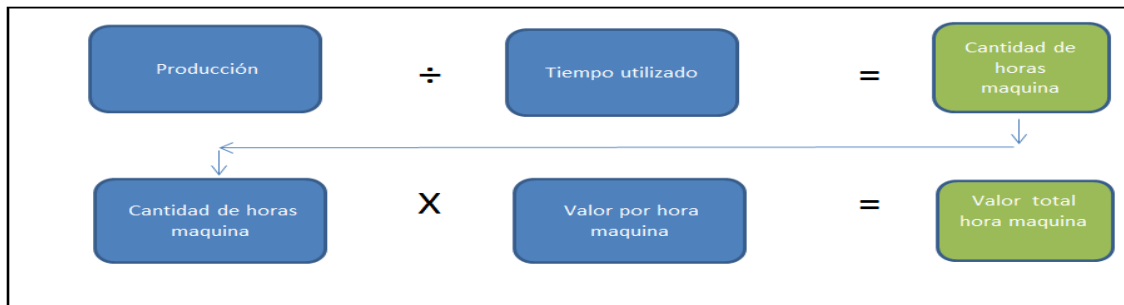 Producción
÷
Tiempo utilizado
=
Cantidad de
horas
maquina
Cantidad de horas
maquina
X
Valor por hora
maquina
=
Valor total
hora maquina